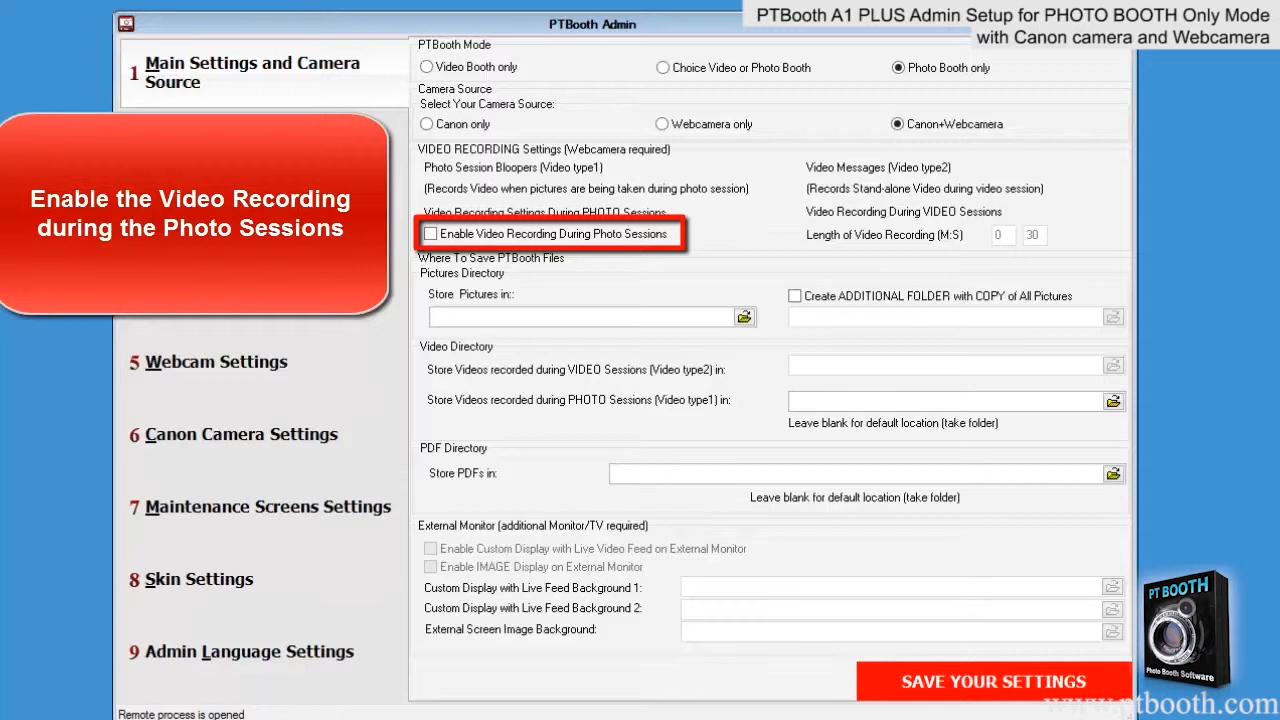 PTBooth Admin
PTBooth A1 PLUS Admin Setup for PHOTO BOOTH Only Mode
with Canon camera and Webcamera
1 Main Settings and Camera
Source
Enable the Video Recording
during the Photo Sessions
5 Webcam Settings
6 Canon Camera Settings
7 Maintenance Screens Settings
8 Skin Settings
9 Admin Language Settings
PTBooth Mode
Video Booth only
Choice Video or Photo Booth
Photo Booth only
Camera Source
Select Your Camera Source:
Canon only
Webcamera only
Canon+Webcamera
VIDEO RECORDING Settings (Webcamera required)
Photo Session Bloopers (Video type1)
Video Messages (Video type2)
(Records Video when pictures are being taken during photo session)
(Records Stand-alone Video during video session)
Video Recording Settings During PHOTO Sessions
Video Recording During VIDEO Sessions
Enable Video Recording During Photo Sessions
Length of Video Recording (M:S) 0 30
Where To Save PTBooth Files
Pictures Directory
Store Pictures in::
Create ADDITIONAL FOLDER with COPY of All Pictures
Video Directory
Store Videos recorded during VIDEO Sessions (Video type2) in:
Store Videos recorded during PHOTO Sessions (Video type1) in:
Leave blank for default location (take folder)
PDF Directory
Store PDFs in:
Leave blank for default location (take folder)
External Monitor (additional Monitor/TV required)
Enable Custom Display with Live Video Feed on External Monitor
Enable IMAGE Display on External Monitor
Custom Display with Live Feed Background 1:
Custom Display with Live Feed Background 2:
External Screen Image Background:
SAVE YOUR SETTINGS
PT BOOTH
Photo Booth Software
www.ptbooth.com
Remote process is opened